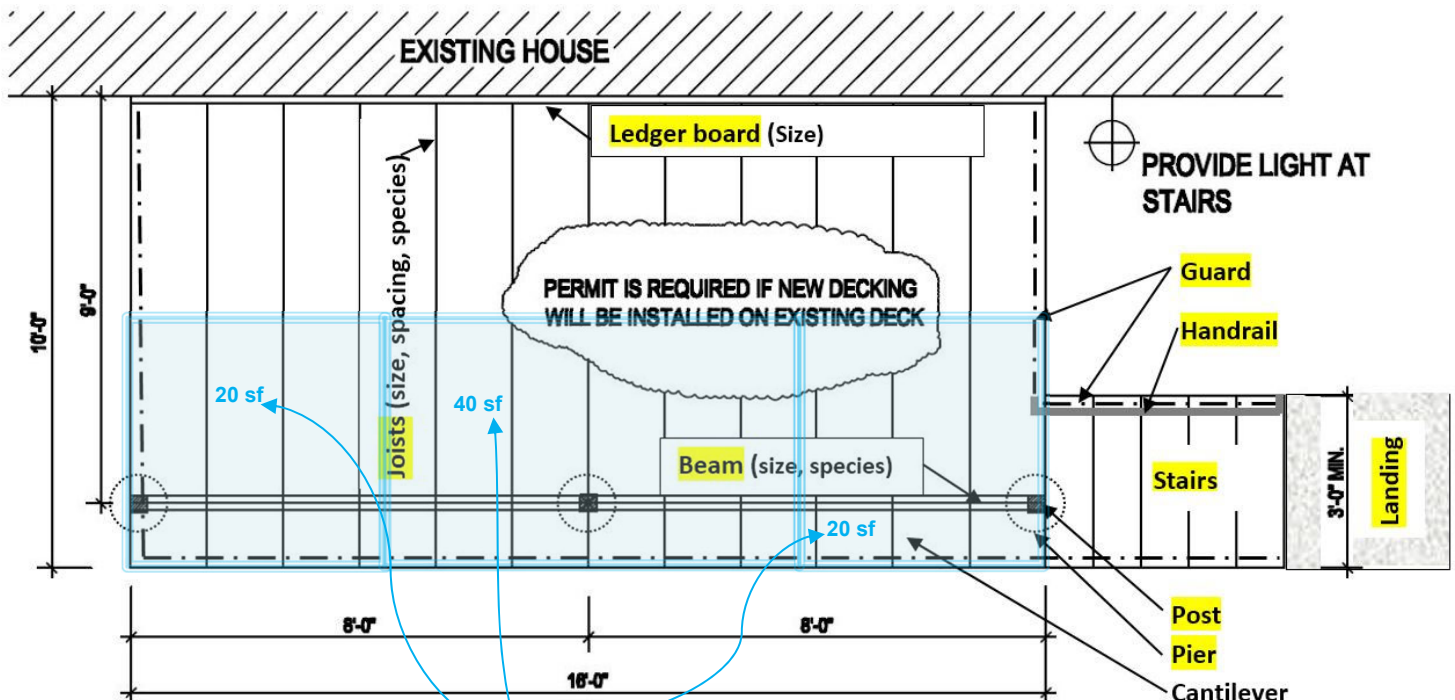 EXISTING HOUSE
Ledger board (Size)
PROVIDE LIGHT AT
STAIRS
Joists (size, spacing, species)
PERMIT IS REQUIRED IF NEW DECKING
WILL BE INSTALLED ON EXISTING DECK
Guard
Handrail
10'-0"
9'-0"
20 sf
40 sf
Beam (size, species)
Stairs
3'-0" MIN.
Landing
20 sf
8'-0"
8'-0"
Post
Pier
16'-0"
Cantilever